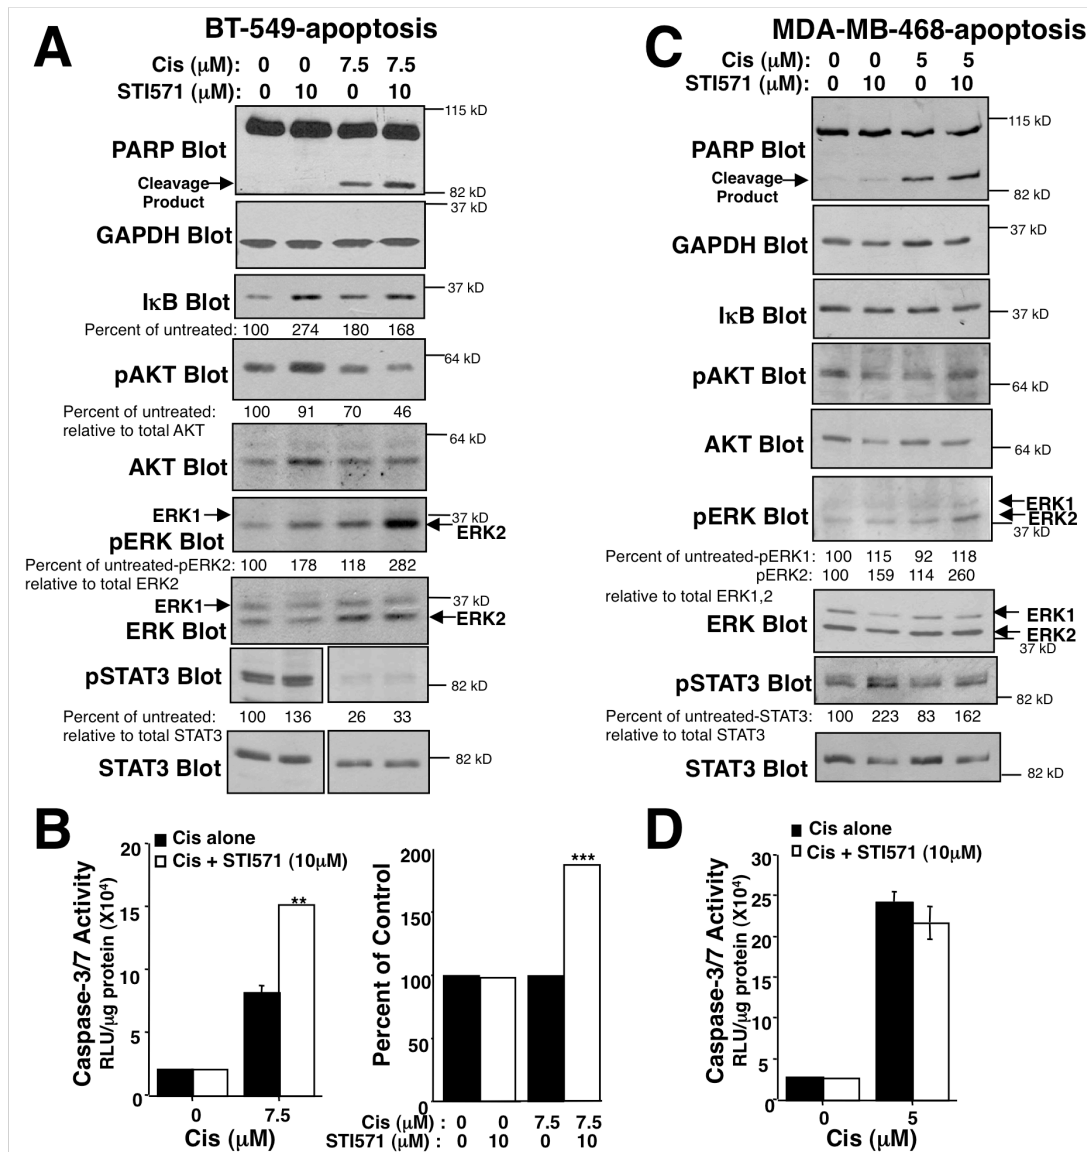 A
BT-549-apoptosis
Cis (µM): 0 0 7.5 7.5
STI571 (µM): 0 10 0 10
115 kD
PARP Blot
Cleavage
Product
82 kD
37 kD
GAPDH Blot
37 kD
IκB Blot
Percent of untreated: 100 274 180 168
64 kD
pAKT Blot
Percent of untreated: 100 91 70 46
relative to total AKT
64 kD
AKT Blot
ERK1
37 kD
ERK2
pERK Blot
Percent of untreated-pERK2: 100 178 118 282
relative to total ERK2
37 kD
ERK1
ERK2
ERK Blot
pSTAT3 Blot
82 kD
Percent of untreated: 100 136 26 33
relative to total STAT3
82 kD
STAT3 Blot
C
MDA-MB-468-apoptosis
Cis (µM): 0 0 5 5
STI571 (µM): 0 10 0 10
115 kD
PARP Blot
Cleavage
Product
82 kD
37 kD
GAPDH Blot
IκB Blot
37 kD
pAKT Blot
64 kD
AKT Blot
64 kD
ERK1
pERK Blot
ERK2
37 kD
Percent of untreated-pERK1: 100 115 92 118
pERK2: 100 159 114 260
relative to total ERK1,2
ERK1
ERK Blot
ERK2
37 kD
pSTAT3 Blot
82 kD
Percent of untreated-STAT3: 100 223 83 162
relative to total STAT3
STAT3 Blot
82 kD
B
Cis alone
Cis + STI571 (10µM)
Caspase-3/7 Activity
RLU/µg protein (X10⁴)
20
15
10
5
0
**
0 7.5
Cis (µM)
Percent of Control
200
150
100
50
0
***
Cis (µM) : 0 0 7.5 7.5
STI571 (µM) : 0 10 0 10
D
Cis alone
Cis + STI571 (10µM)
Caspase-3/7 Activity
RLU/µg protein (X10⁴)
30
25
20
15
10
5
0
0 5
Cis (µM)